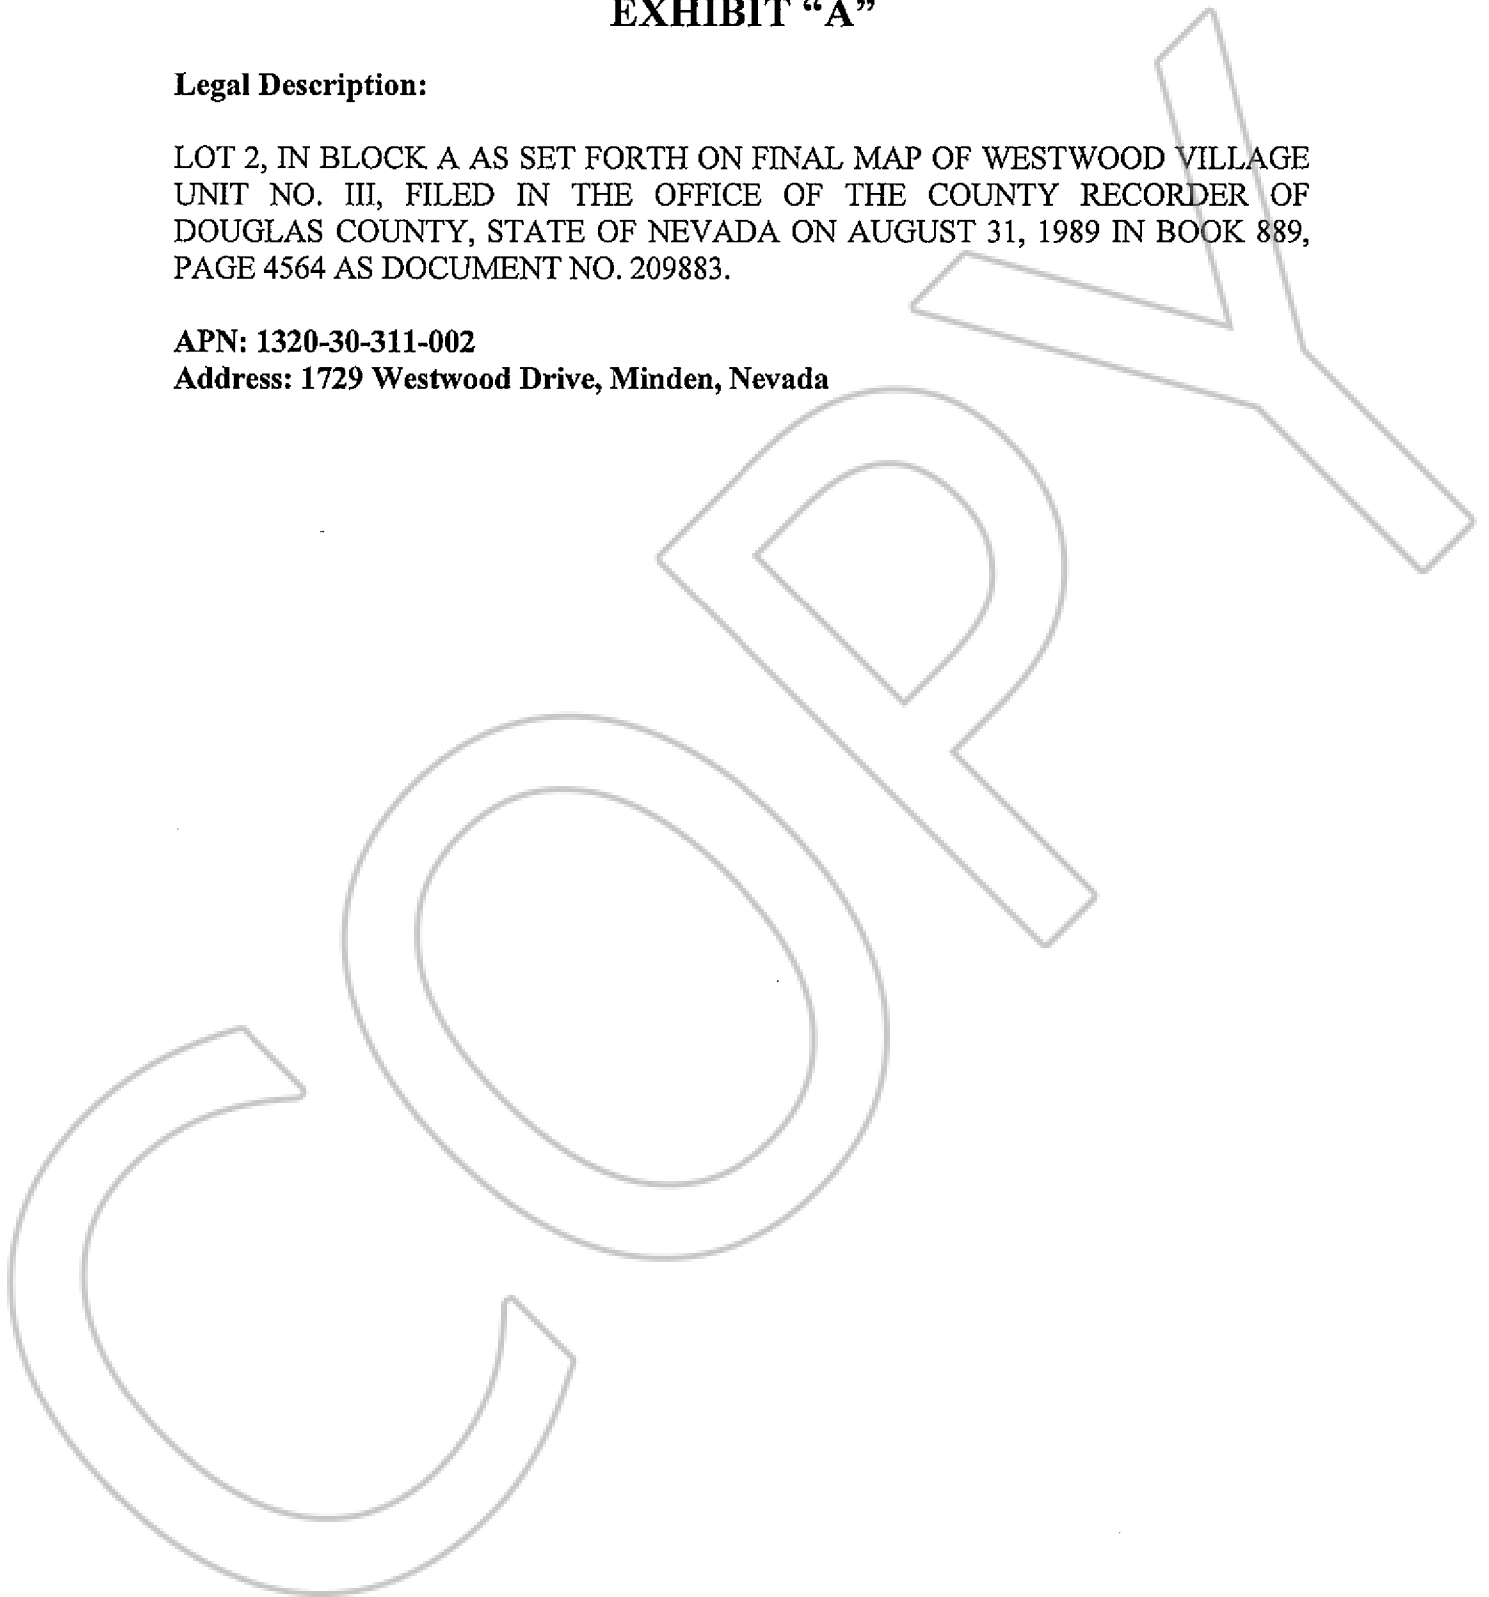 EXHIBIT “A”
Legal Description:
LOT 2, IN BLOCK A AS SET FORTH ON FINAL MAP OF WESTWOOD VILLAGE
UNIT NO. III, FILED IN THE OFFICE OF THE COUNTY RECORDER OF
DOUGLAS COUNTY, STATE OF NEVADA ON AUGUST 31, 1989 IN BOOK 889,
PAGE 4564 AS DOCUMENT NO. 209883.
APN: 1320-30-311-002
Address: 1729 Westwood Drive, Minden, Nevada
COPY